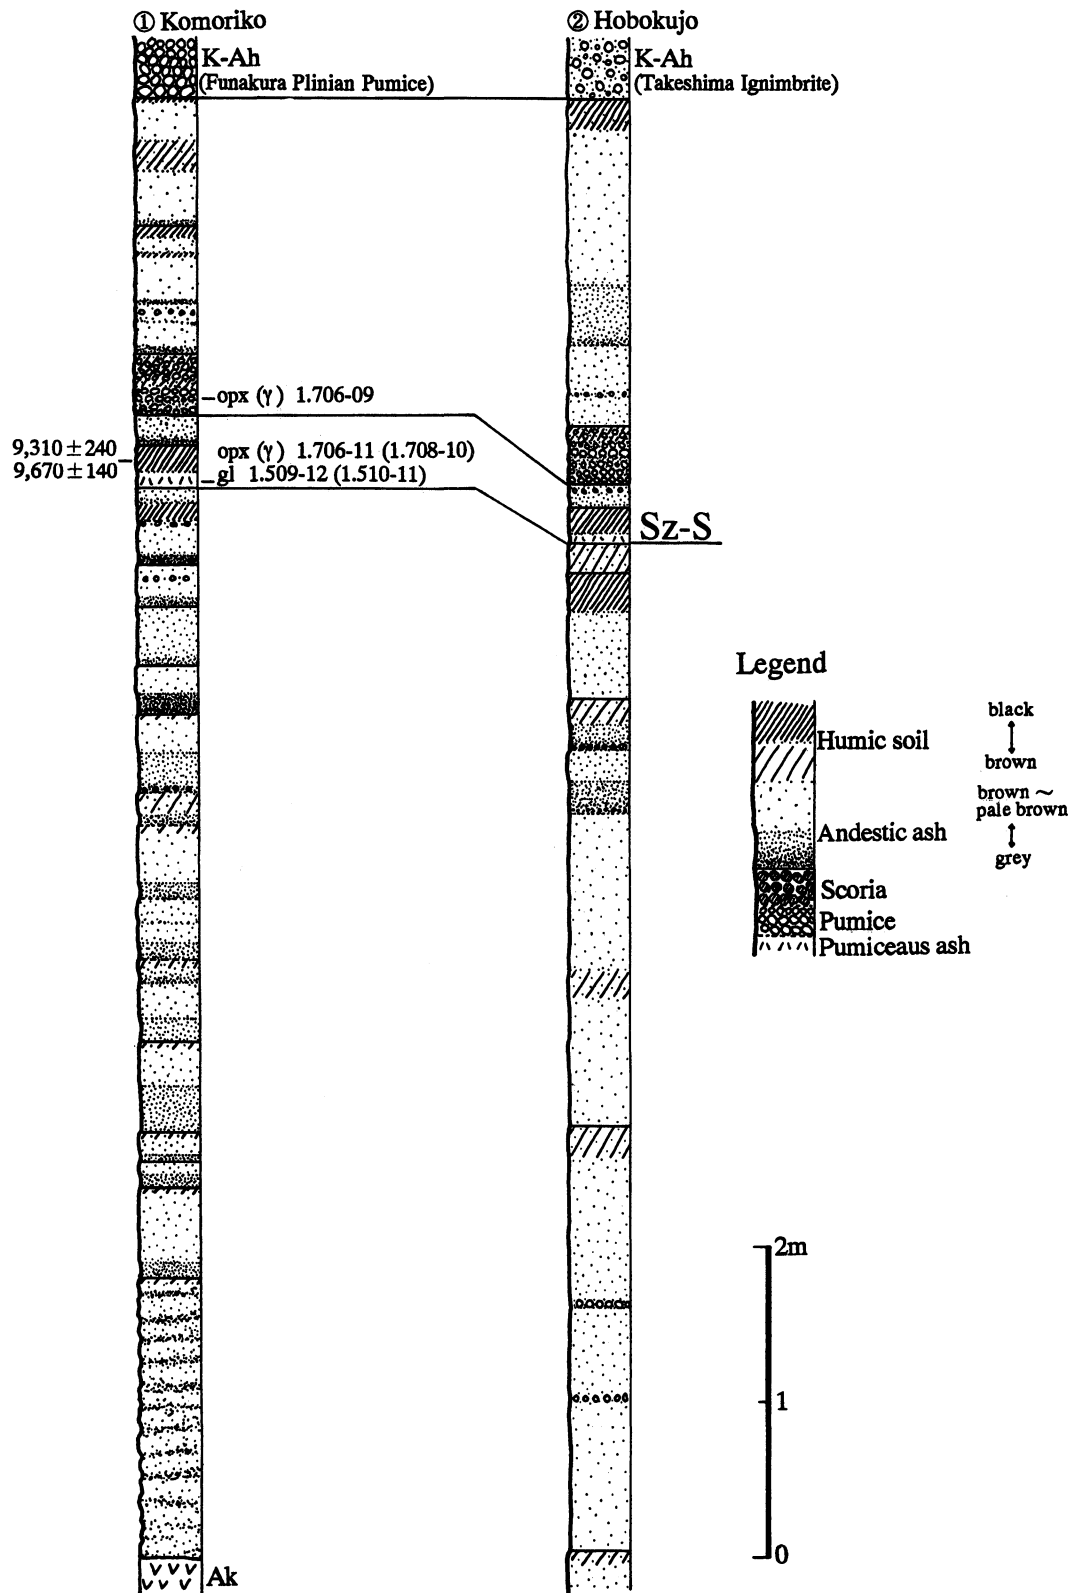 ① Komoriko
K-Ah
(Funakura Plinian Pumice)
② Hobokujo
K-Ah
(Takeshima Ignimbrite)
opx (γ) 1.706-09
9,310 ± 240
9,670 ± 140
opx (γ) 1.706-11 (1.708-10)
gl 1.509-12 (1.510-11)
Sz-S
Legend
black
Humic soil
brown
brown ~
pale brown
Andestic ash
grey
Scoria
Pumice
Pumiceaus ash
2m
1
0
Ak